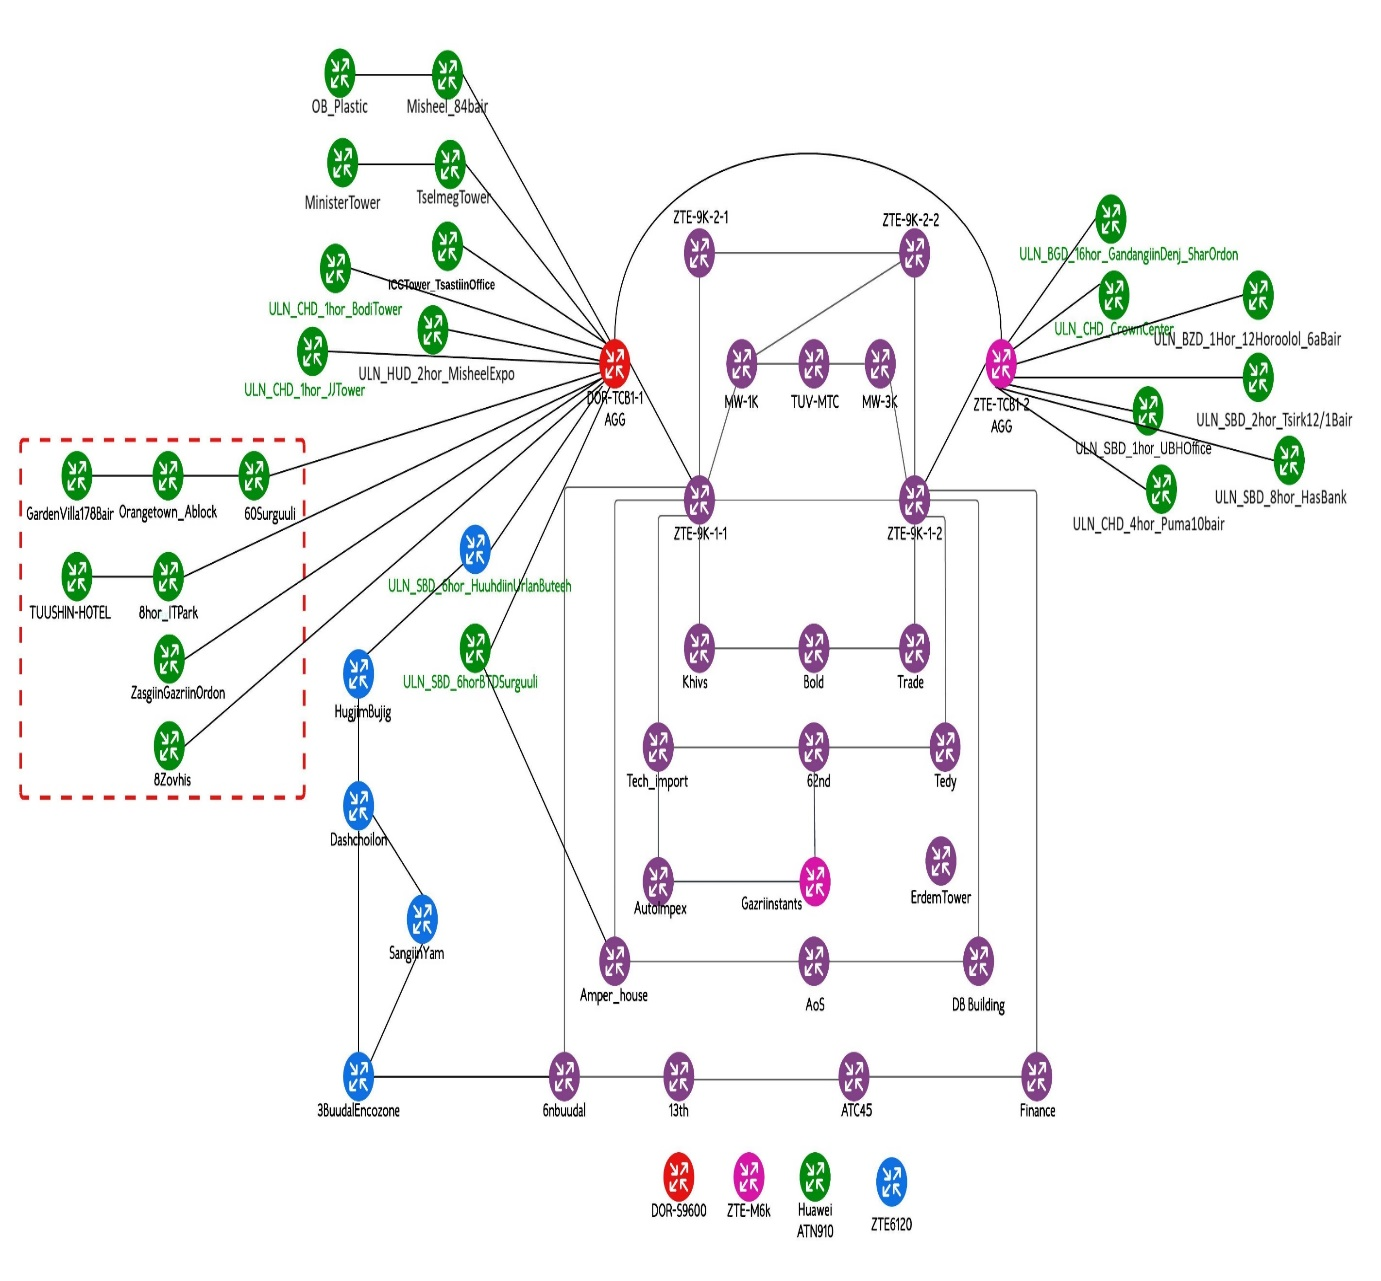 OB_Plastic
Misheel_84bair
MinisterTower
TselmegTower
ZTE-9K-2-1
ZTE-9K-2-2
ULN_BGD_16hor_GandangiinDenj_SharOrdon
ICCTower_TsastiinOffice
ULN_CHD_1hor_BodiTower
ULN_CHD_CrownCenter
ULN_BZD_1Hor_12Horoolol_6aBair
ULN_HUD_2hor_MisheelExpo
ULN_CHD_1hor_JJTower
DOR-TCB1-1
AGG
MW-1K
TUV-MTC
MW-3K
ZTE-TCB1-2
AGG
ULN_SBD_2hor_Tsirk12/1Bair
ULN_SBD_1hor_UBHOffice
ULN_SBD_8hor_HasBank
ULN_CHD_4hor_Puma10bair
GardenVilla178Bair
Orangetown_Ablock
60Surguuli
ZTE-9K-1-1
ZTE-9K-1-2
ULN_SBD_6hor_HuuhdiinUrlanButeeh
TUUSHIN-HOTEL
8hor_ITPark
ZasgiinGazriinOrdon
ULN_SBD_6horBTDSurguuli
Khivs
Bold
Trade
HugjimBujig
8Zovhis
Tech_import
62nd
Tedy
Dashchoilon
AutoImpex
Gazriinstants
ErdemTower
SangiinYam
Amper_house
AoS
DB Building
3BuudalEncozone
6nbuudal
13th
ATC45
Finance
DOR-S9600
ZTE-M6k
Huawei
ATN910
ZTE6120